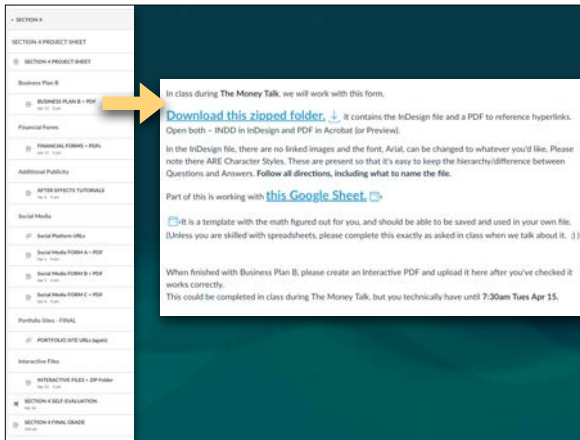 SECTION 4
SECTION 4 PROJECT SHEET
SECTION 4 PROJECT SHEET
Business Plan B
BUSINESS PLAN B = PDF
Financial Forms
FINANCIAL FORMS = PDFs
Additional Publicity
AFTER EFFECTS TUTORIALS
Social Media
Social Platform URLs
Social Media FORM A = PDF
Social Media FORM B = PDF
Social Media FORM C = PDF
Portfolio Sites - FINAL
PORTFOLIO SITE URLs (again)
Interactive Files
INTERACTIVE FILES = ZIP Folder
SECTION 4 SELF-EVALUATION
SECTION 4 FINAL GRADE
In class during The Money Talk, we will work with this form.
Download this zipped folder. It contains the InDesign file and a PDF to reference hyperlinks.
Open both – INDD in InDesign and PDF in Acrobat (or Preview).
In the InDesign file, there are no linked images and the font, Arial, can be changed to whatever you'd like. Please
note there ARE Character Styles. These are present so that it's easy to keep the hierarchy/difference between
Questions and Answers. Follow all directions, including what to name the file.
Part of this is working with this Google Sheet.
It is a template with the math figured out for you, and should be able to be saved and used in your own file.
(Unless you are skilled with spreadsheets, please complete this exactly as asked in class when we talk about it. :) )
When finished with Business Plan B, please create an Interactive PDF and upload it here after you've checked it
works correctly.
This could be completed in class during The Money Talk, but you technically have until 7:30am Tues Apr 15.